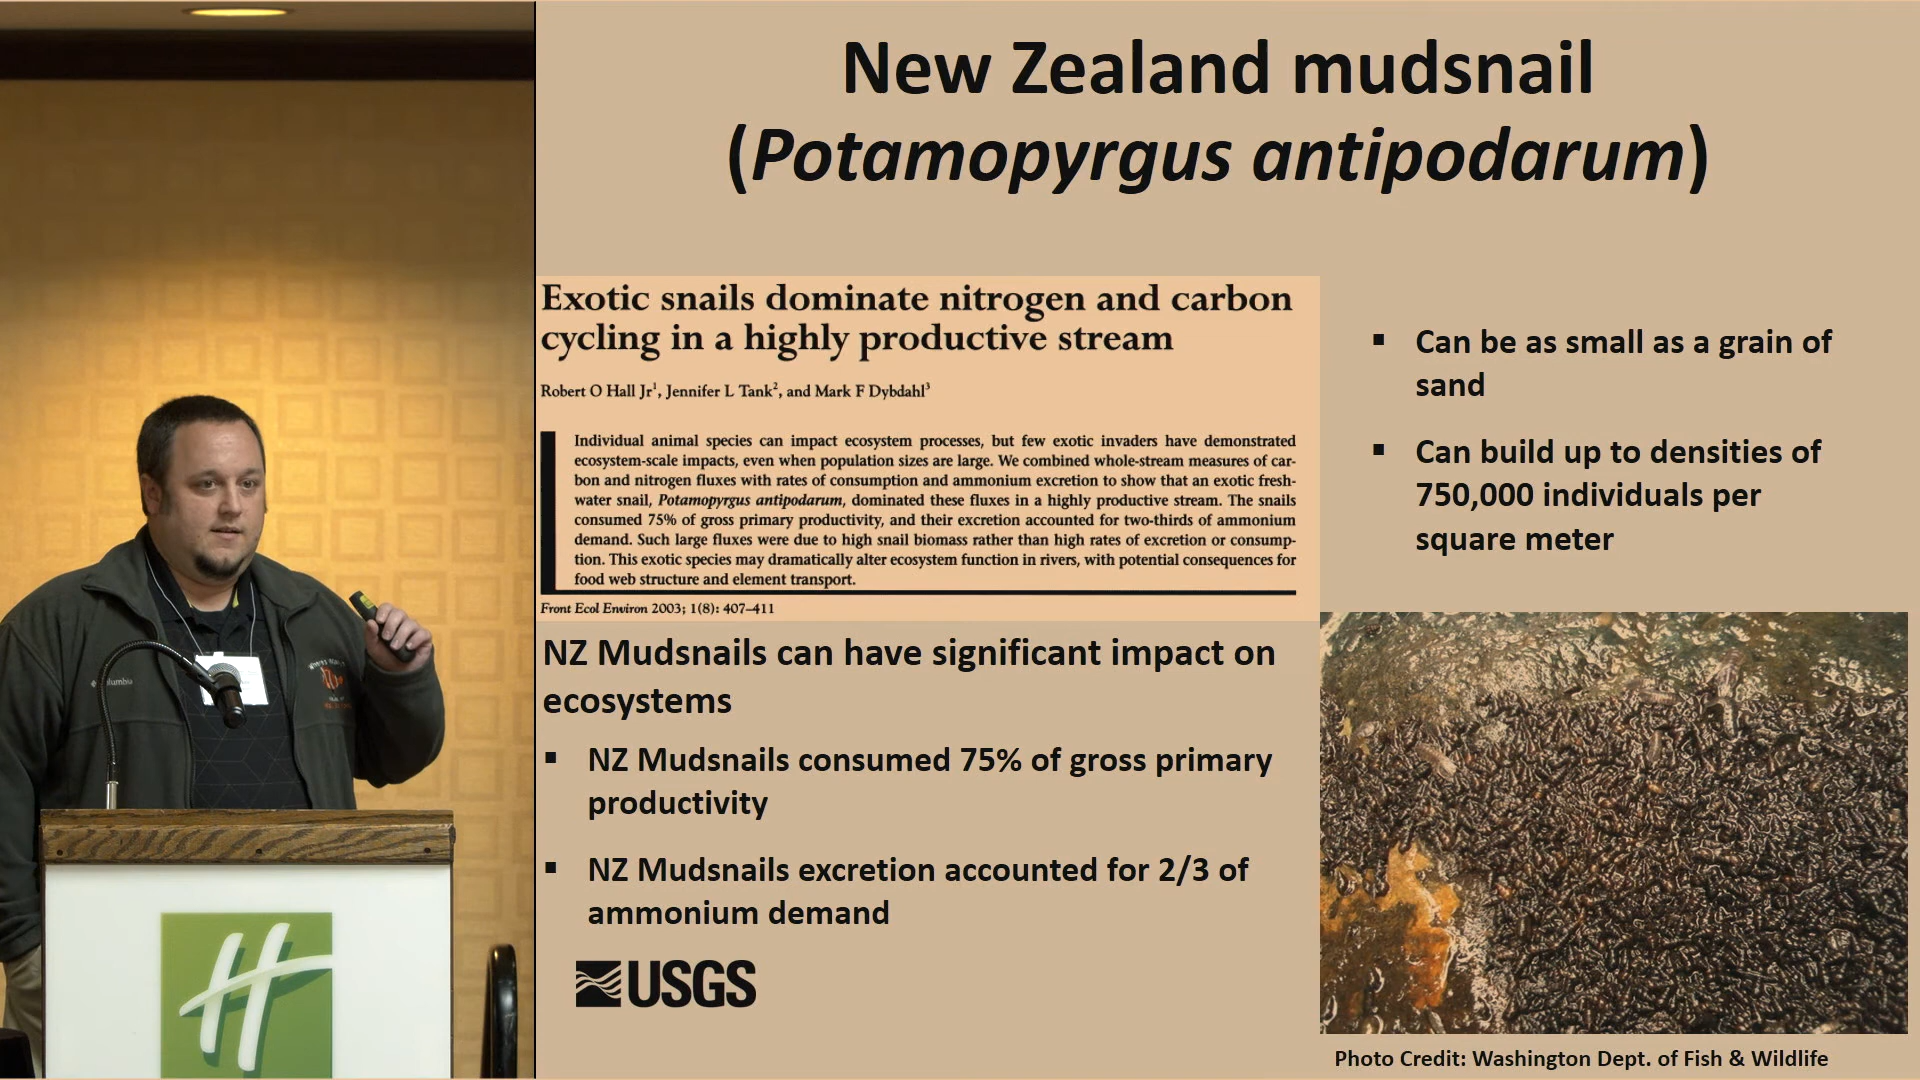 New Zealand mudsnail
(Potamopyrgus antipodarum)
Exotic snails dominate nitrogen and carbon
cycling in a highly productive stream
Robert O Hall Jr¹, Jennifer L Tank², and Mark F Dybdahl³
Individual animal species can impact ecosystem processes, but few exotic invaders have demonstrated
ecosystem-scale impacts, even when population sizes are large. We combined whole-stream measures of car-
bon and nitrogen fluxes with rates of consumption and ammonium excretion to show that an exotic fresh-
water snail, Potamopyrgus antipodarum, dominated these fluxes in a highly productive stream. The snails
consumed 75% of gross primary productivity, and their excretion accounted for two-thirds of ammonium
demand. Such large fluxes were due to high snail biomass rather than high rates of excretion or consump-
tion. This exotic species may dramatically alter ecosystem function in rivers, with potential consequences for
food web structure and element transport.
Front Ecol Environ 2003; 1(8): 407–411
NZ Mudsnails can have significant impact on
ecosystems
▪ NZ Mudsnails consumed 75% of gross primary
productivity
▪ NZ Mudsnails excretion accounted for 2/3 of
ammonium demand
USGS
▪ Can be as small as a grain of
sand
▪ Can build up to densities of
750,000 individuals per
square meter
Photo Credit: Washington Dept. of Fish & Wildlife
H